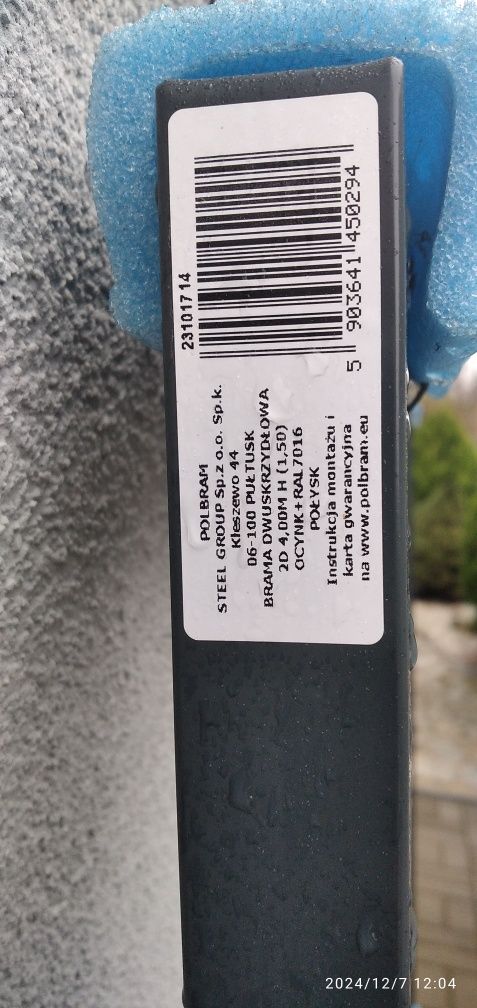 23101714
5 903641 450294
POLBRAM
STEEL GROUP Sp.z o.o. Sp.k.
Kleszewo 44
06-100 PUŁTUSK
BRAMA DWUSKRZYDŁOWA
2D 4,00M H (1,50)
OCYNK+RAL7016
POŁYSK
Instrukcja montażu i
karta gwarancyjna
na www.polbram.eu
2024/12/7 12:04